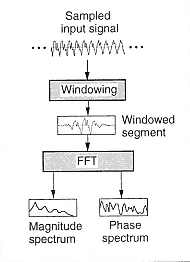 Sampled
input signal
Windowing
Windowed
segment
FFT
Magnitude
spectrum
Phase
spectrum